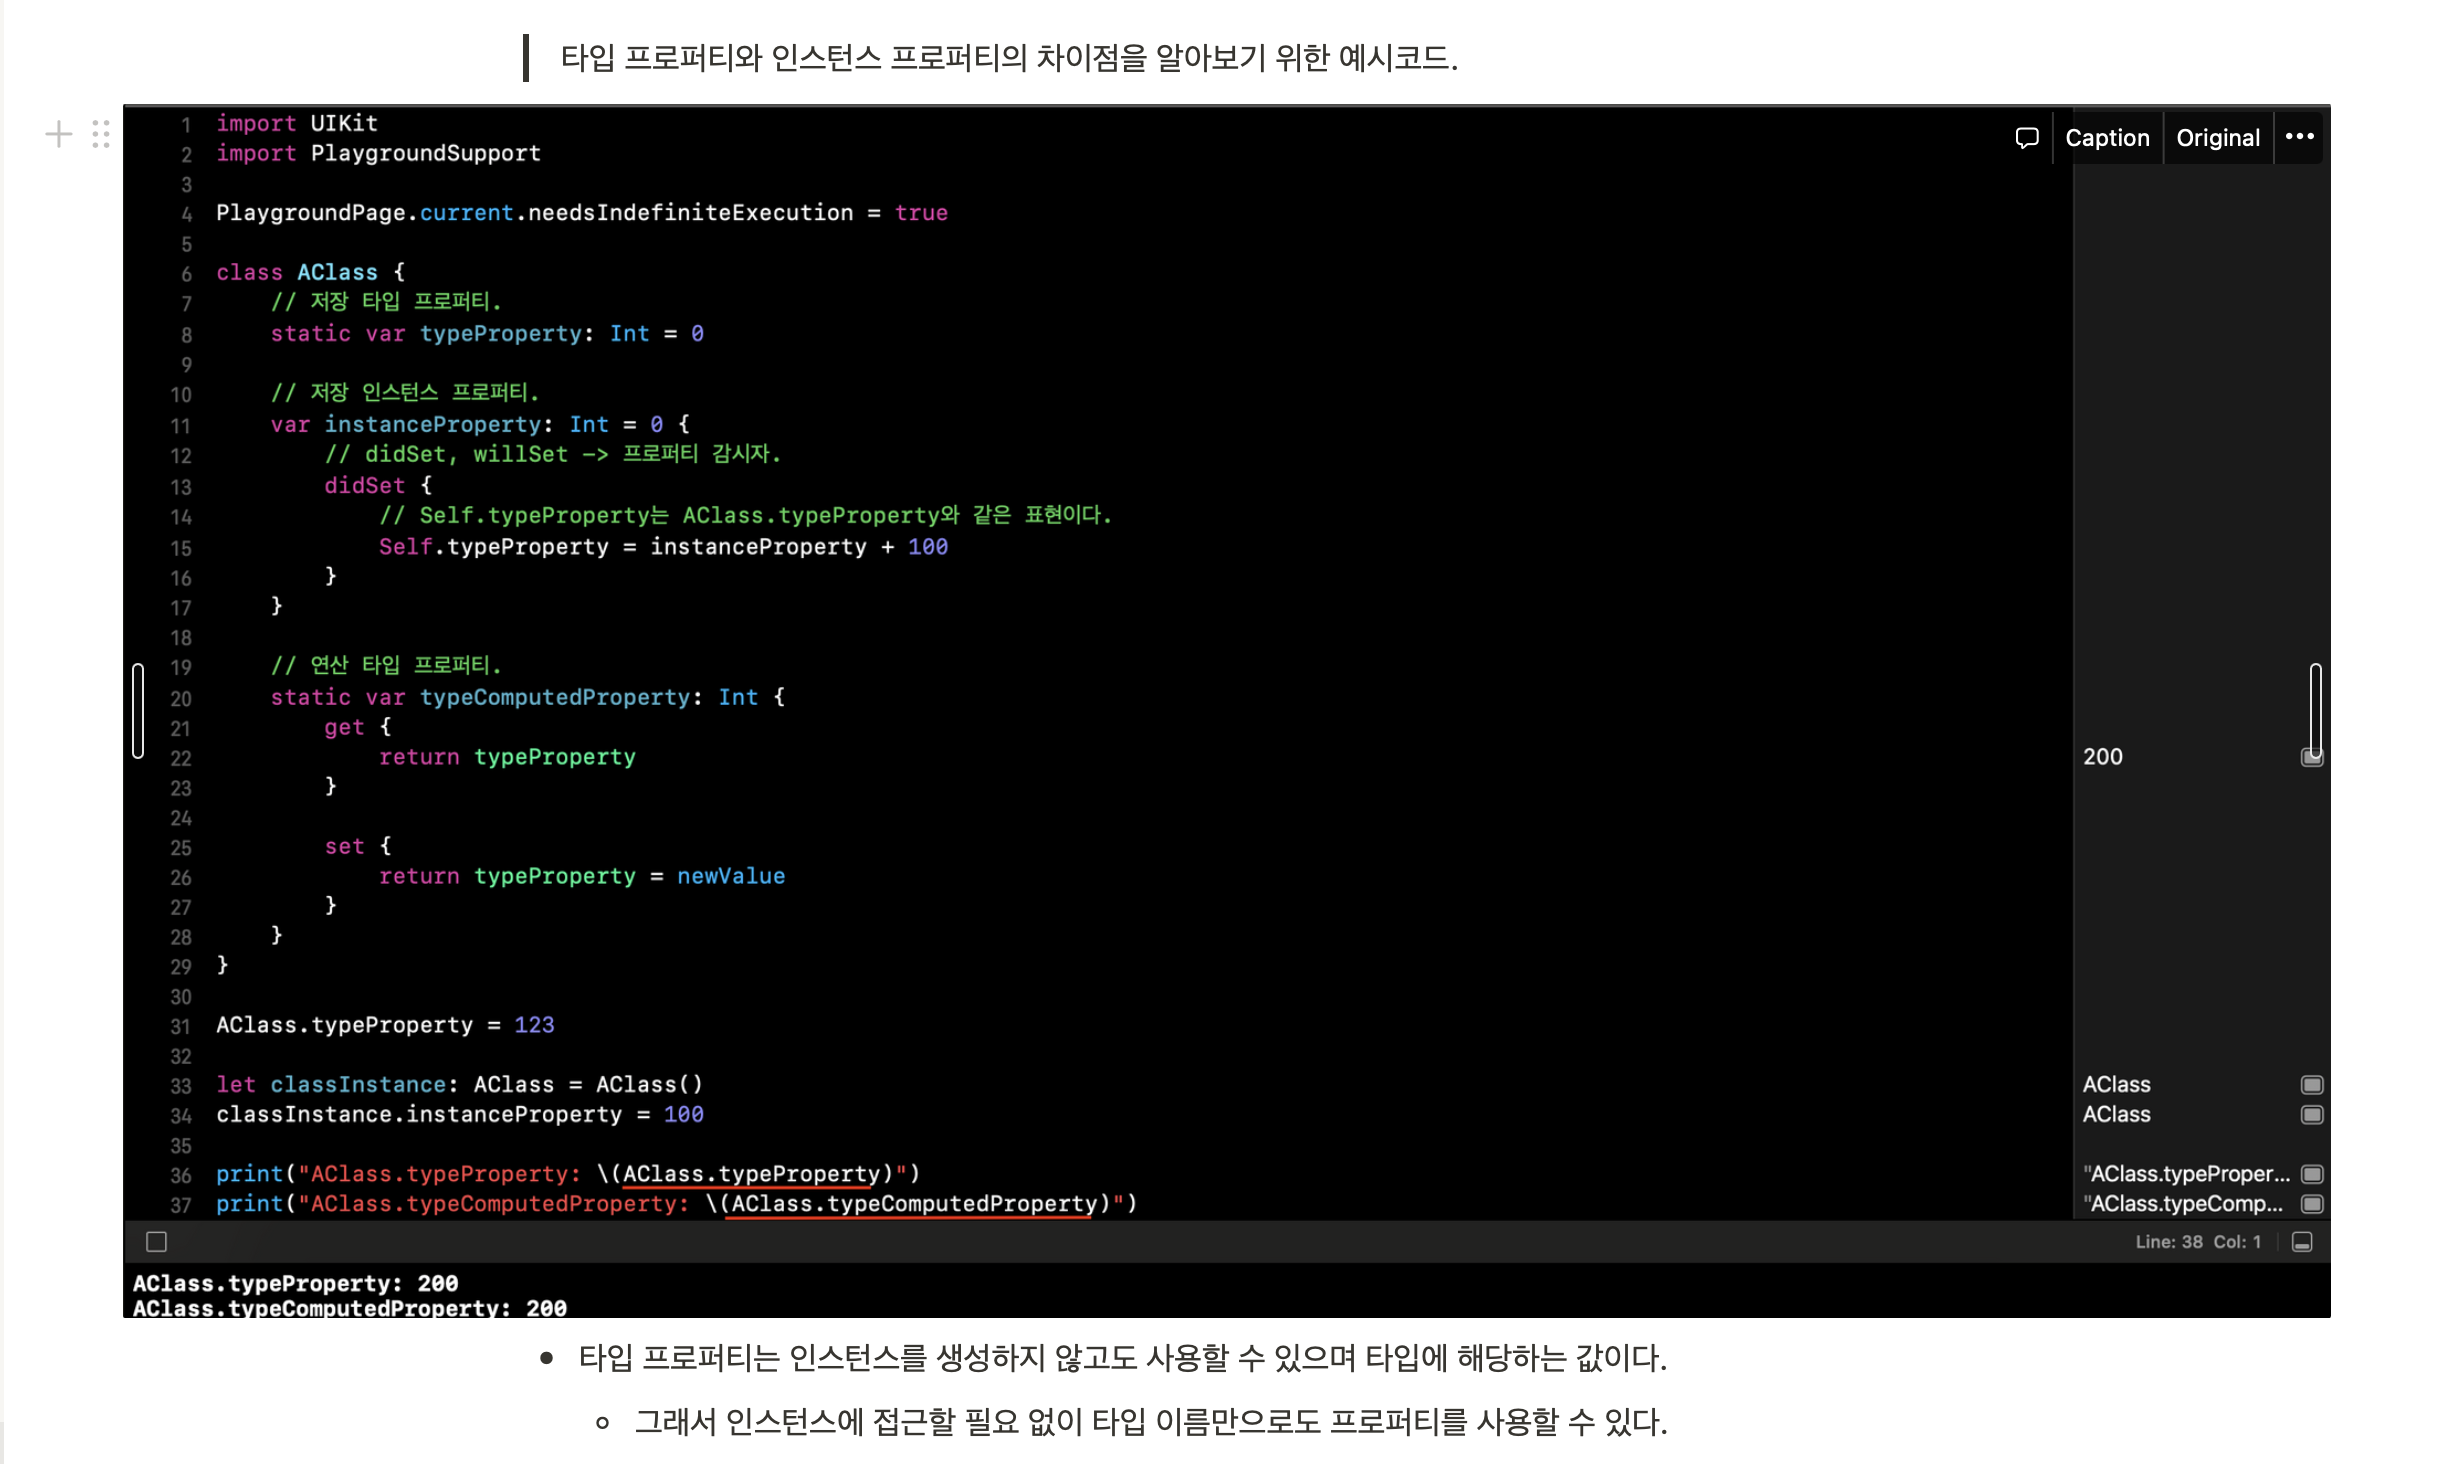 타입 프로퍼티와 인스턴스 프로퍼티의 차이점을 알아보기 위한 예시코드.
Caption Original
1 import UIKit
2 import PlaygroundSupport
3
4 PlaygroundPage.current.needsIndefiniteExecution = true
5
6 class AClass {
7 // 저장 타입 프로퍼티.
8 static var typeProperty: Int = 0
9
10 // 저장 인스턴스 프로퍼티.
11 var instanceProperty: Int = 0 {
12 // didSet, willSet -> 프로퍼티 감시자.
13 didSet {
14 // Self.typeProperty는 AClass.typeProperty와 같은 표현이다.
15 Self.typeProperty = instanceProperty + 100
16 }
17 }
18
19 // 연산 타입 프로퍼티.
20 static var typeComputedProperty: Int {
21 get {
22 return typeProperty 200
23 }
24
25 set {
26 return typeProperty = newValue
27 }
28 }
29 }
30
31 AClass.typeProperty = 123
32
33 let classInstance: AClass = AClass() AClass
34 classInstance.instanceProperty = 100 AClass
35
36 print("AClass.typeProperty: \(AClass.typeProperty)") "AClass.typeProper...
37 print("AClass.typeComputedProperty: \(AClass.typeComputedProperty)") "AClass.typeComp...
Line: 38 Col: 1
AClass.typeProperty: 200
AClass.typeComputedProperty: 200
• 타입 프로퍼티는 인스턴스를 생성하지 않고도 사용할 수 있으며 타입에 해당하는 값이다.
◦ 그래서 인스턴스에 접근할 필요 없이 타입 이름만으로도 프로퍼티를 사용할 수 있다.